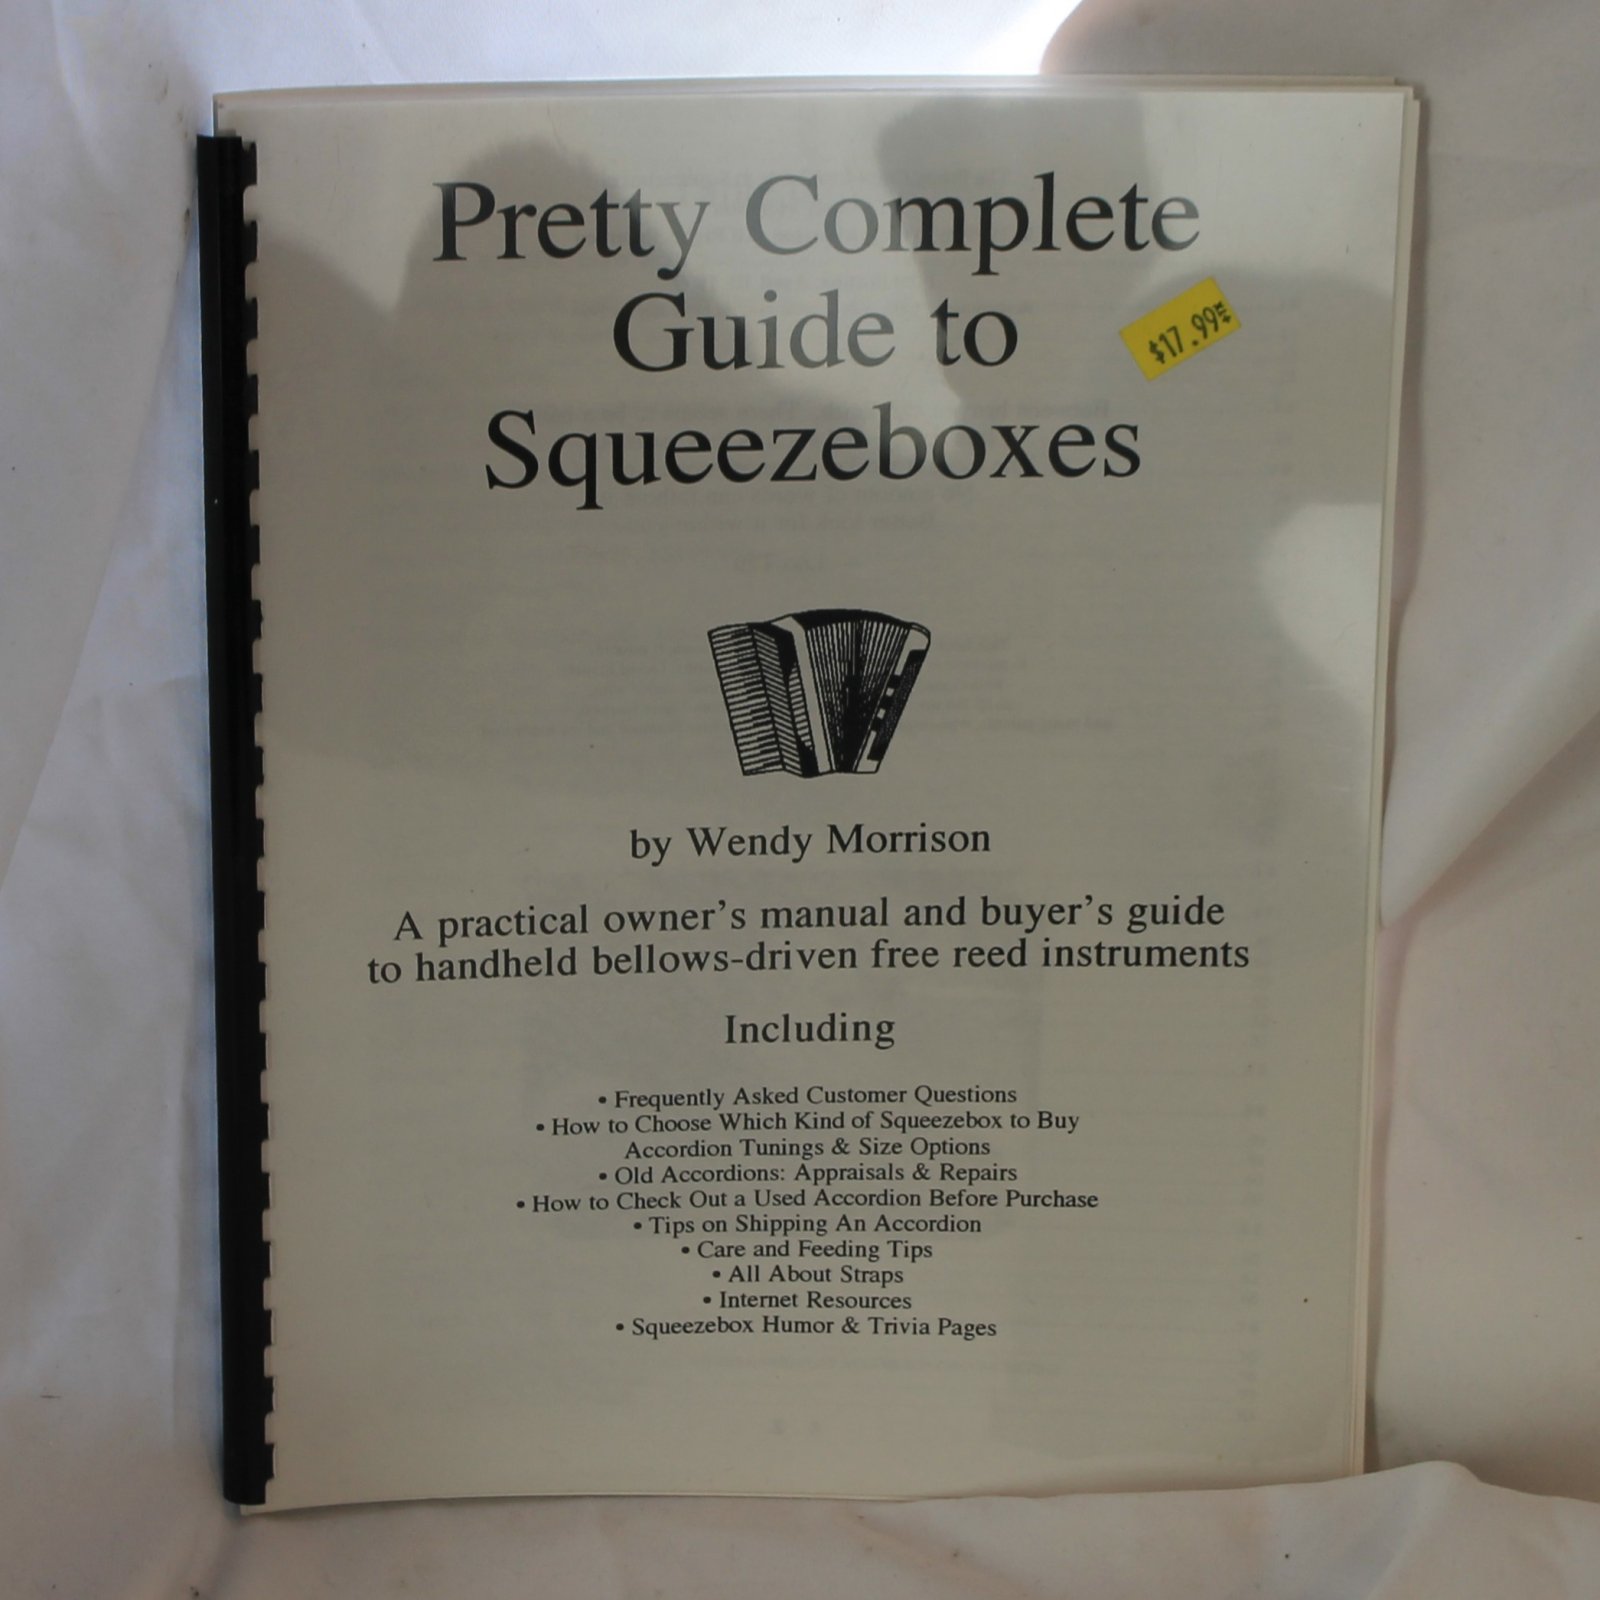 Pretty Complete
Guide to
Squeezeboxes
$17.99
by Wendy Morrison
A practical owner's manual and buyer's guide
to handheld bellows-driven free reed instruments
Including
• Frequently Asked Customer Questions
• How to Choose Which Kind of Squeezebox to Buy
Accordion Tunings & Size Options
• Old Accordions: Appraisals & Repairs
• How to Check Out a Used Accordion Before Purchase
• Tips on Shipping An Accordion
• Care and Feeding Tips
• All About Straps
• Internet Resources
• Squeezebox Humor & Trivia Pages